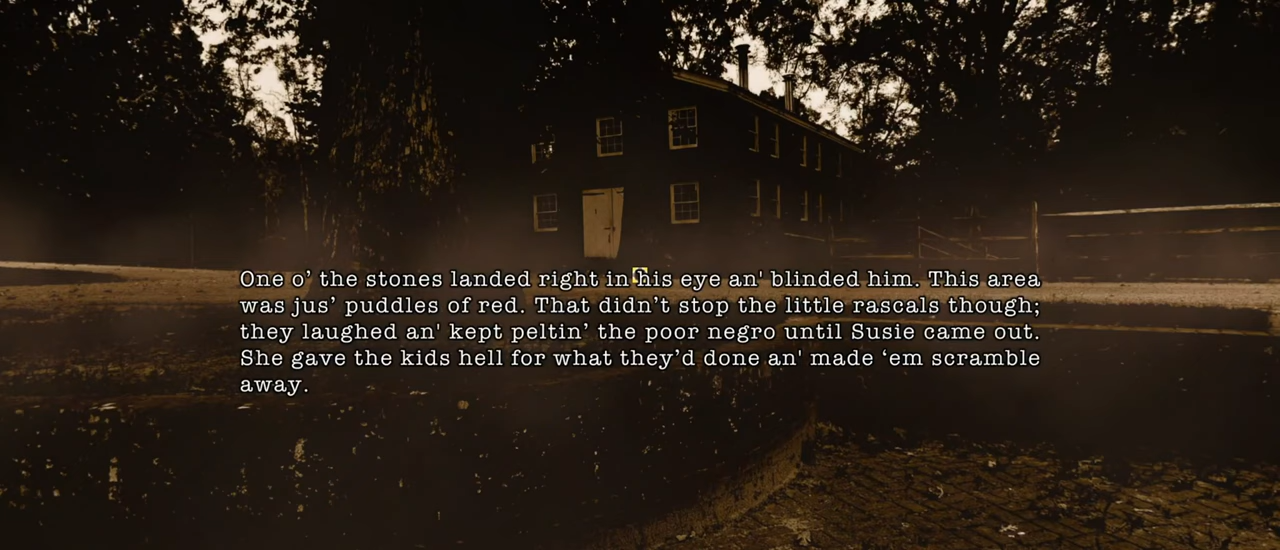 One o’ the stones landed right in his eye an' blinded him. This area
was jus’ puddles of red. That didn’t stop the little rascals though;
they laughed an' kept peltin’ the poor negro until Susie came out.
She gave the kids hell for what they’d done an' made ‘em scramble
away.